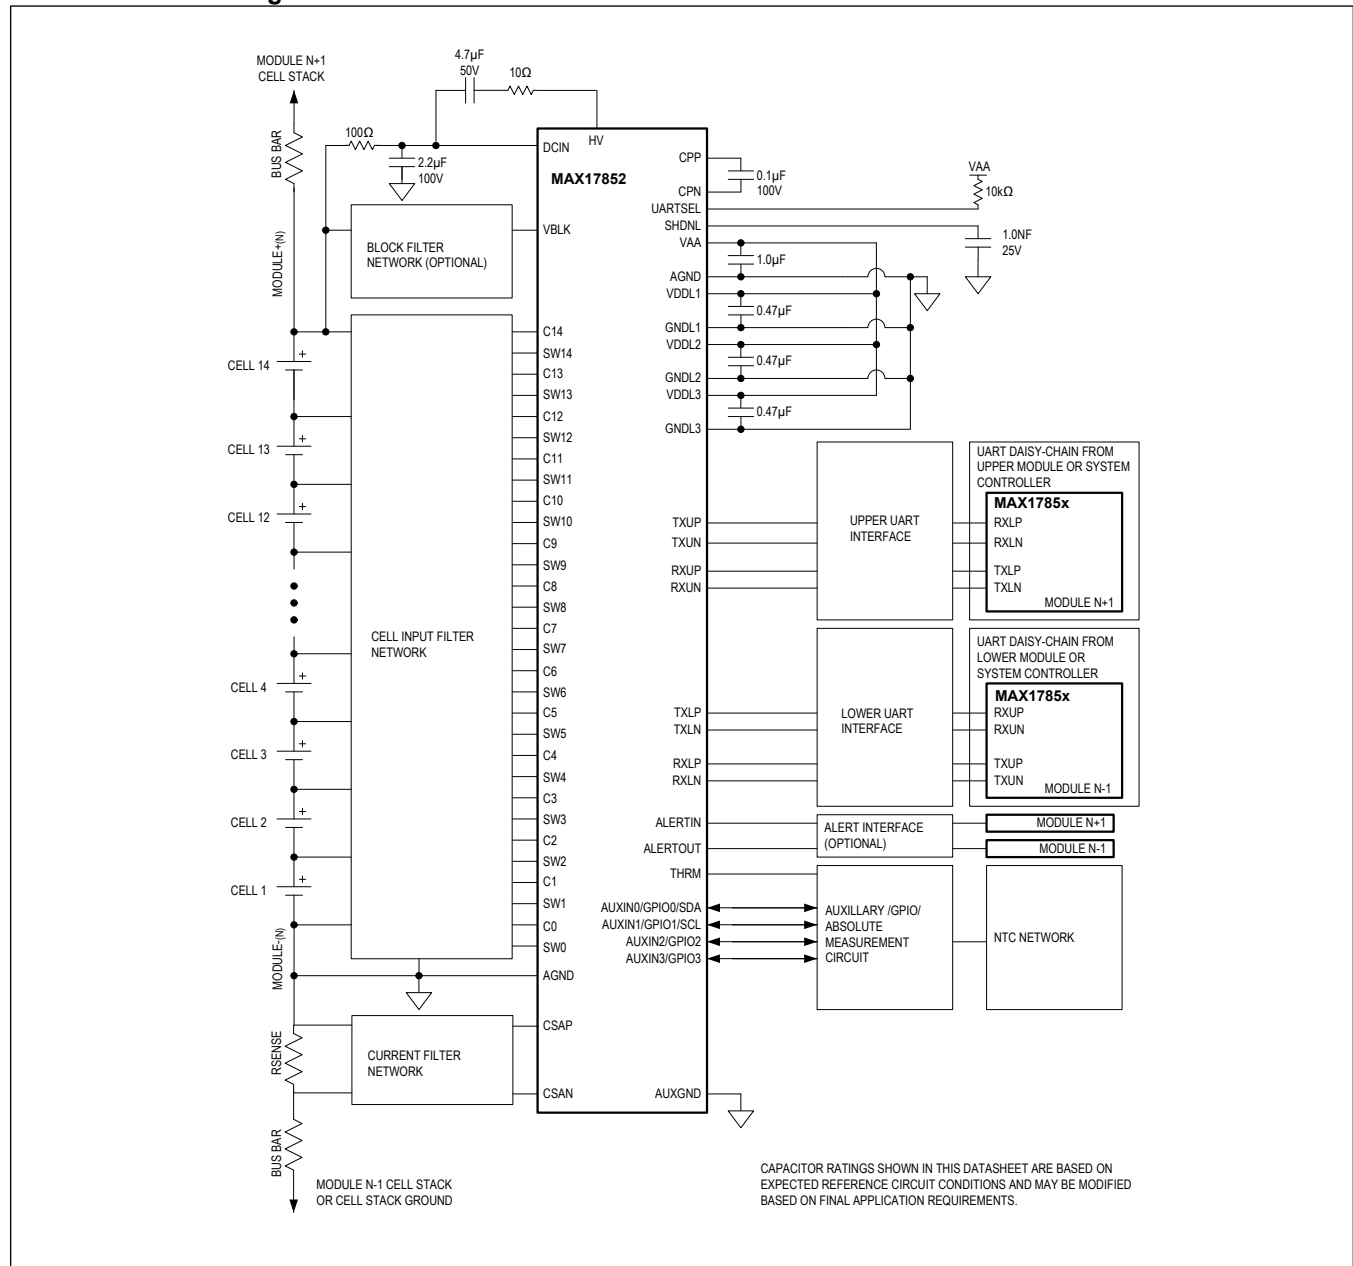 MODULE N+1
CELL STACK
4.7µF
50V
10Ω
BUS BAR
100Ω
2.2µF
100V
HV
DCIN
MAX17852
CPP
CPN
0.1µF
100V
VAA
10kΩ
UARTSEL
SHDNL
1.0NF
25V
VAA
1.0µF
AGND
VDDL1
0.47µF
GNDL1
VDDL2
0.47µF
GNDL2
VDDL3
0.47µF
GNDL3
BLOCK FILTER
NETWORK (OPTIONAL)
VBLK
MODULE+(N)
C14
SW14
C13
SW13
C12
SW12
C11
SW11
C10
SW10
C9
SW9
C8
SW8
C7
SW7
C6
SW6
C5
SW5
C4
SW4
C3
SW3
C2
SW2
C1
SW1
C0
SW0
AGND
CSAP
CSAN
CELL 14
+
CELL 13
+
CELL 12
+
CELL 4
+
CELL 3
+
CELL 2
+
CELL 1
+
CELL INPUT FILTER
NETWORK
MODULE-(N)
RSENSE
CURRENT FILTER
NETWORK
BUS BAR
MODULE N-1 CELL STACK
OR CELL STACK GROUND
TXUP
TXUN
RXUP
RXUN
UPPER UART
INTERFACE
UART DAISY-CHAIN FROM
UPPER MODULE OR SYSTEM
CONTROLLER
MAX1785x
RXLP
RXLN
TXLP
TXLN
MODULE N+1
TXLP
TXLN
RXLP
RXLN
LOWER UART
INTERFACE
UART DAISY-CHAIN FROM
LOWER MODULE OR
SYSTEM CONTROLLER
MAX1785x
RXUP
RXUN
TXUP
TXUN
MODULE N-1
ALERTIN
ALERTOUT
ALERT INTERFACE
(OPTIONAL)
MODULE N+1
MODULE N-1
THRM
AUXIN0/GPIO0/SDA
AUXIN1/GPIO1/SCL
AUXIN2/GPIO2
AUXIN3/GPIO3
AUXILLARY /GPIO/
ABSOLUTE
MEASUREMENT
CIRCUIT
NTC NETWORK
AUXGND
CAPACITOR RATINGS SHOWN IN THIS DATASHEET ARE BASED ON
EXPECTED REFERENCE CIRCUIT CONDITIONS AND MAY BE MODIFIED
BASED ON FINAL APPLICATION REQUIREMENTS.